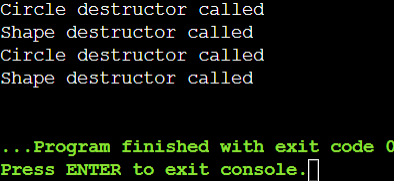 Circle destructor called
Shape destructor called
Circle destructor called
Shape destructor called
...Program finished with exit code 0
Press ENTER to exit console.